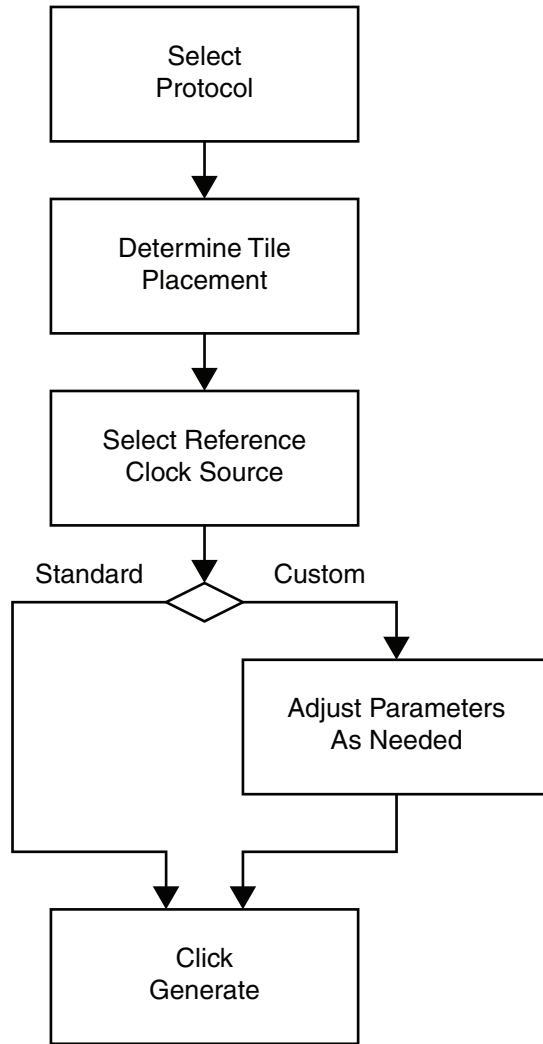 Select
Protocol
Determine Tile
Placement
Select Reference
Clock Source
Standard
Custom
Adjust Parameters
As Needed
Click
Generate